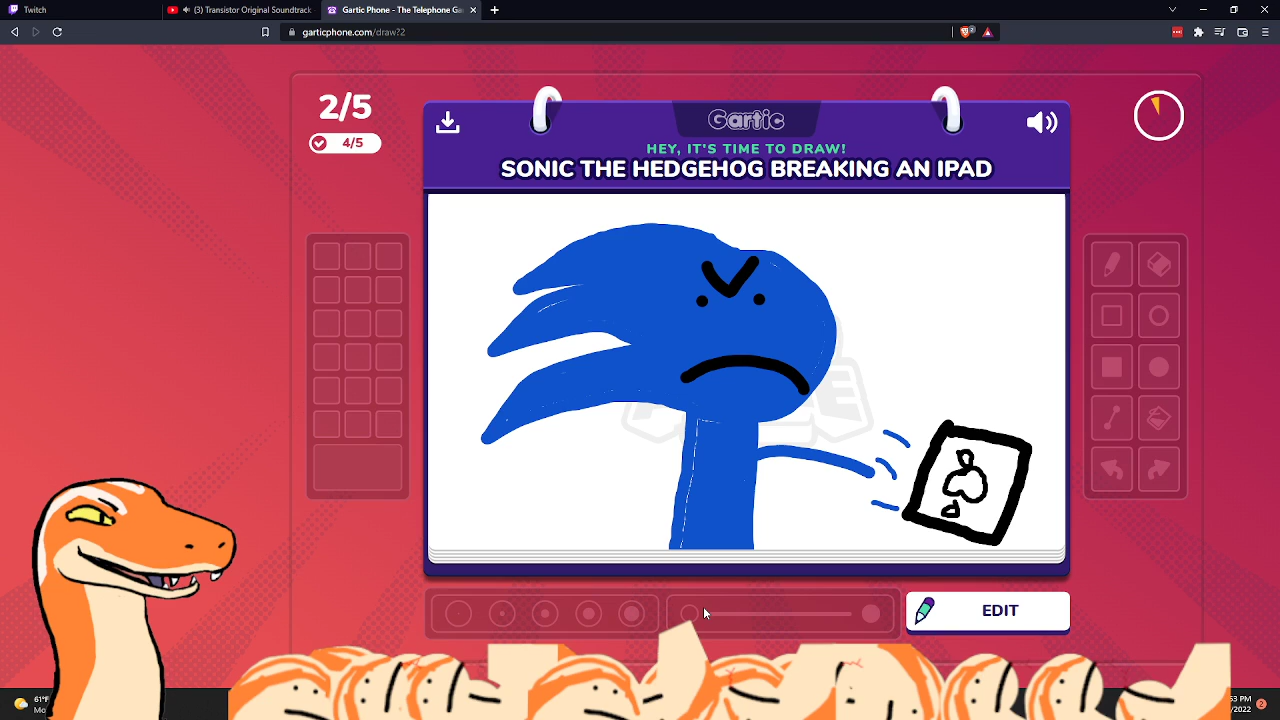 Twitch
(3) Transistor Original Soundtrack
Gartic Phone - The Telephone Ga
garticphone.com/draw?2
2/5
4/5
Gartic
HEY, IT'S TIME TO DRAW!
SONIC THE HEDGEHOG BREAKING AN IPAD
EDIT
61°F